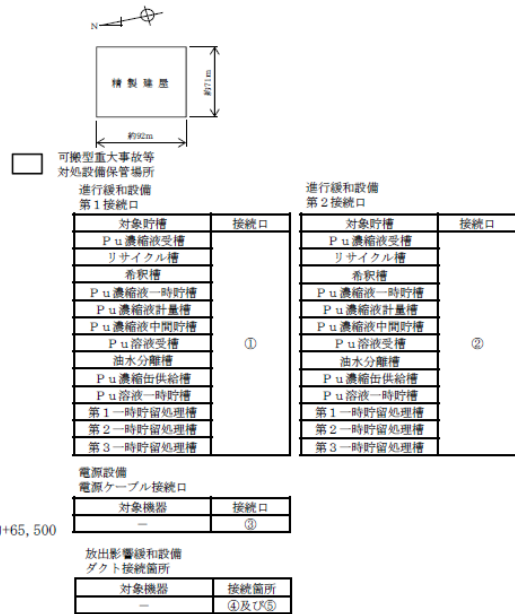 N
精製建屋
約71m
約92m
可搬型重大事故等
対処設備保管場所
進行緩和設備
第1接続口
対象貯槽 接続口
Pu濃縮液受槽
リサイクル槽
希釈槽
Pu濃縮液一時貯槽
Pu濃縮液計量槽
Pu濃縮液中間貯槽
Pu溶液受槽 ①
油水分離槽
Pu濃縮缶供給槽
Pu溶液一時貯槽
第1一時貯留処理槽
第2一時貯留処理槽
第3一時貯留処理槽
進行緩和設備
第2接続口
対象貯槽 接続口
Pu濃縮液受槽
リサイクル槽
希釈槽
Pu濃縮液一時貯槽
Pu濃縮液計量槽
Pu濃縮液中間貯槽
Pu溶液受槽 ②
油水分離槽
Pu濃縮缶供給槽
Pu溶液一時貯槽
第1一時貯留処理槽
第2一時貯留処理槽
第3一時貯留処理槽
電源設備
電源ケーブル接続口
対象機器 接続口
－ ③
+65,500
放出影響緩和設備
ダクト接続箇所
対象機器 接続箇所
－ ④及び⑤